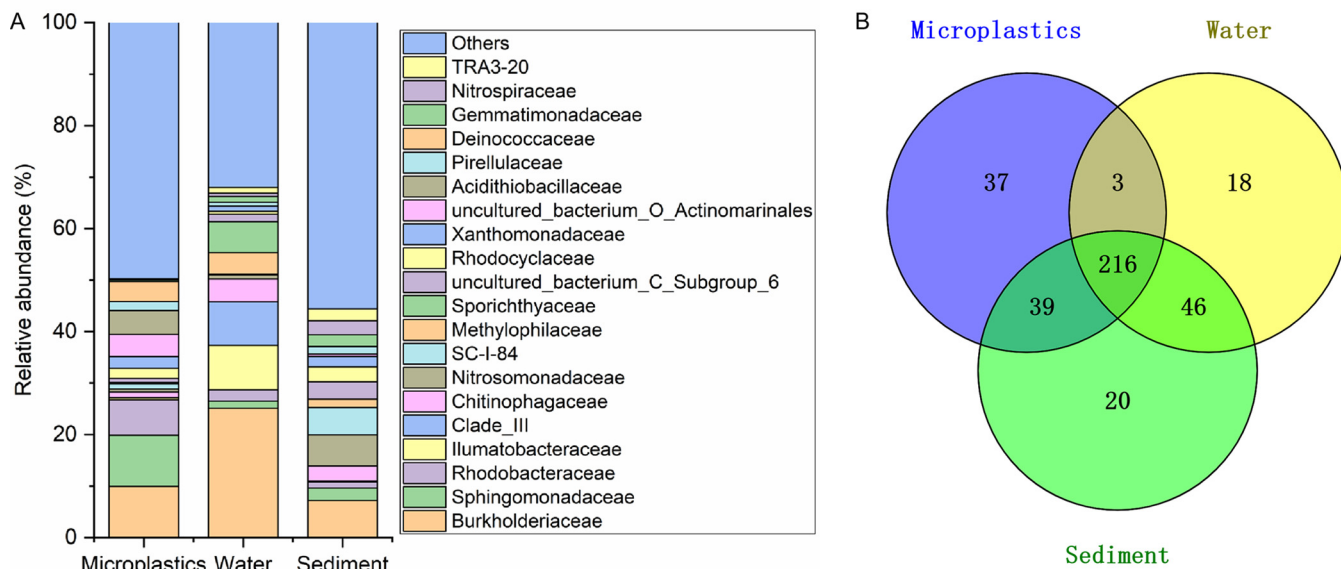 A
Relative abundance (%)
100
80
60
40
20
0
Microplastics
Water
Sediment
Others
TRA3-20
Nitrospiraceae
Gemmatimonadaceae
Deinococcaceae
Pirellulaceae
Acidithiobacillaceae
uncultured_bacterium_O_Actinomarinales
Xanthomonadaceae
Rhodocyclaceae
uncultured_bacterium_C_Subgroup_6
Sporichthyaceae
Methylophilaceae
SC-I-84
Nitrosomonadaceae
Chitinophagaceae
Clade_III
Ilumatobacteraceae
Rhodobacteraceae
Sphingomonadaceae
Burkholderiaceae
B
Microplastics
Water
37
3
18
216
39
46
20
Sediment